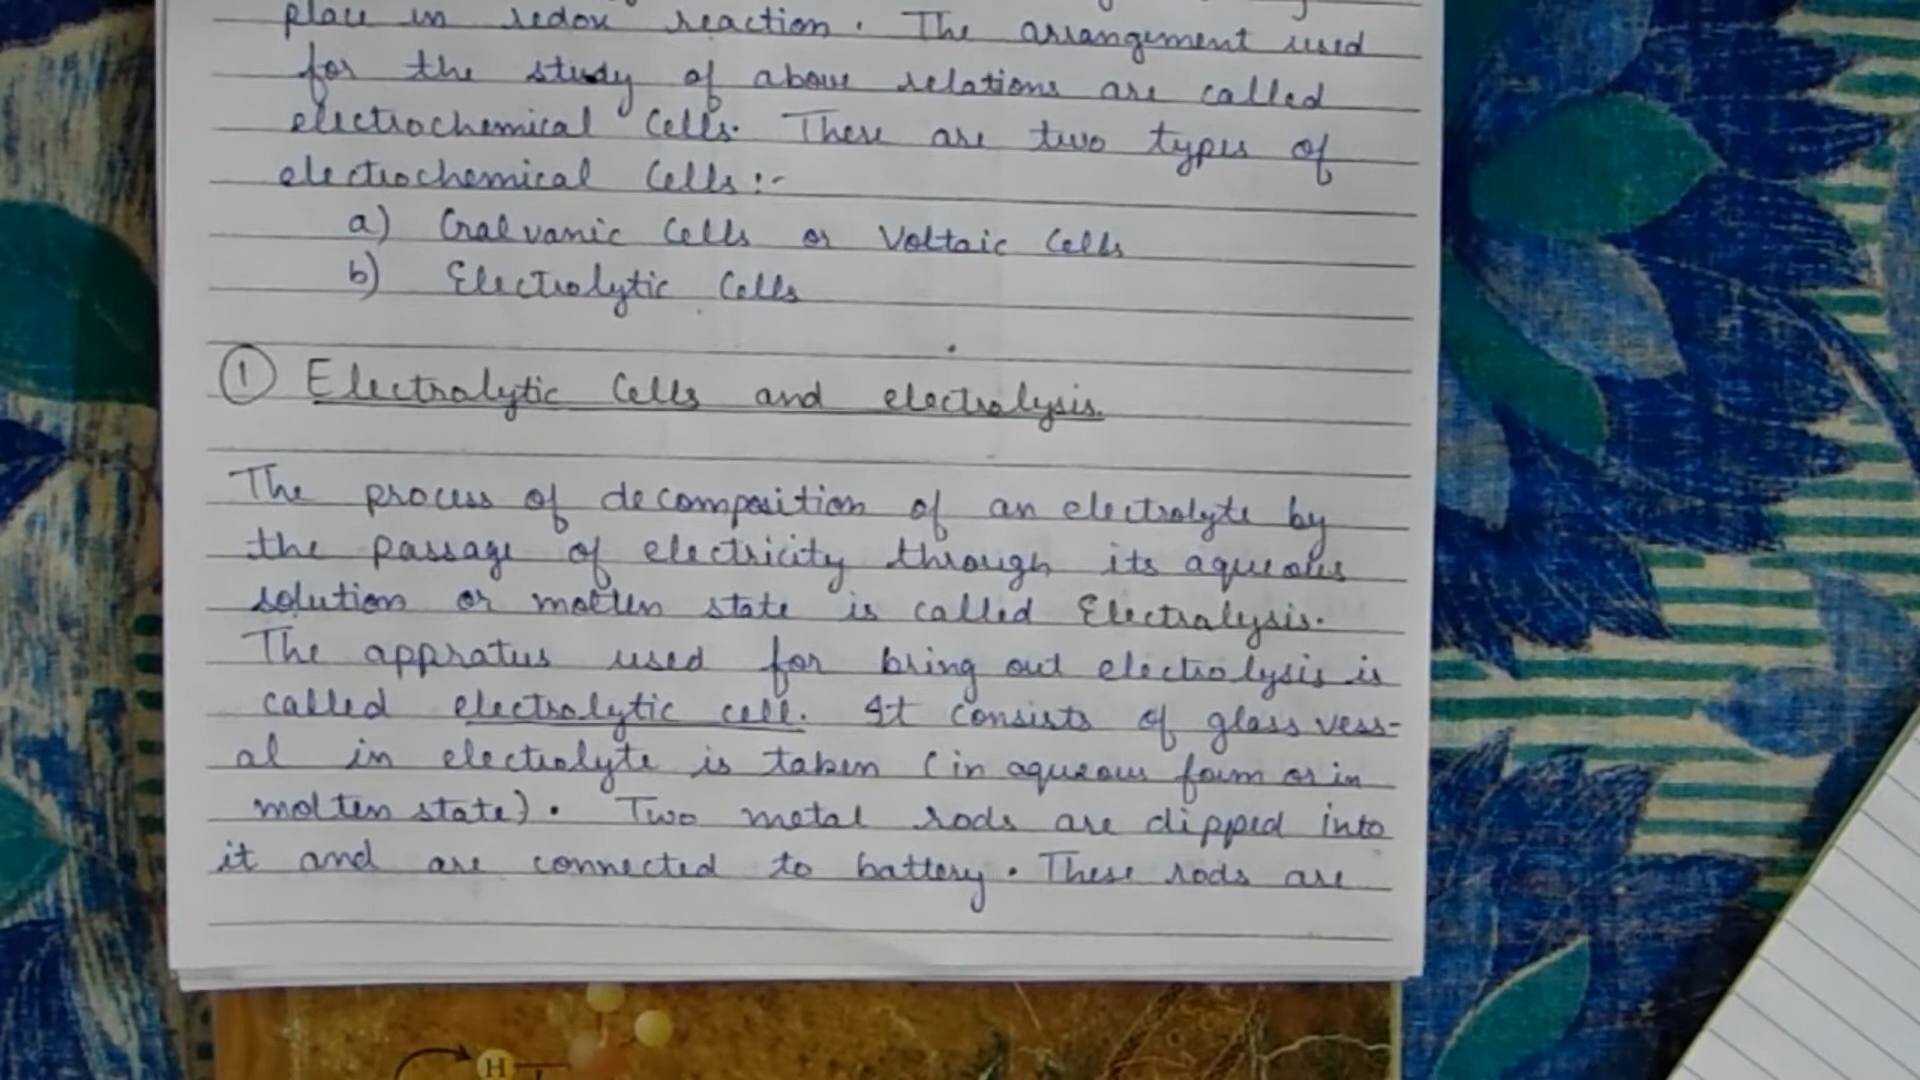 place in redox reaction. The arrangement used
for the study of above relations are called
electrochemical Cells. There are two types of
electrochemical Cells:-
a) Galvanic Cells or Voltaic Cells
b) Electrolytic Cells
① Electrolytic Cells and electrolysis.
The process of decomposition of an electrolyte by
the passage of electricity through its aqueous
solution or molten state is called Electrolysis.
The appratus used for bring out electrolysis is
called electrolytic cell. It consists of glass vess-
al in electrolyte is taken (in aqueous form or in
molten state). Two metal rods are dipped into
it and are connected to battery. These rods are
H